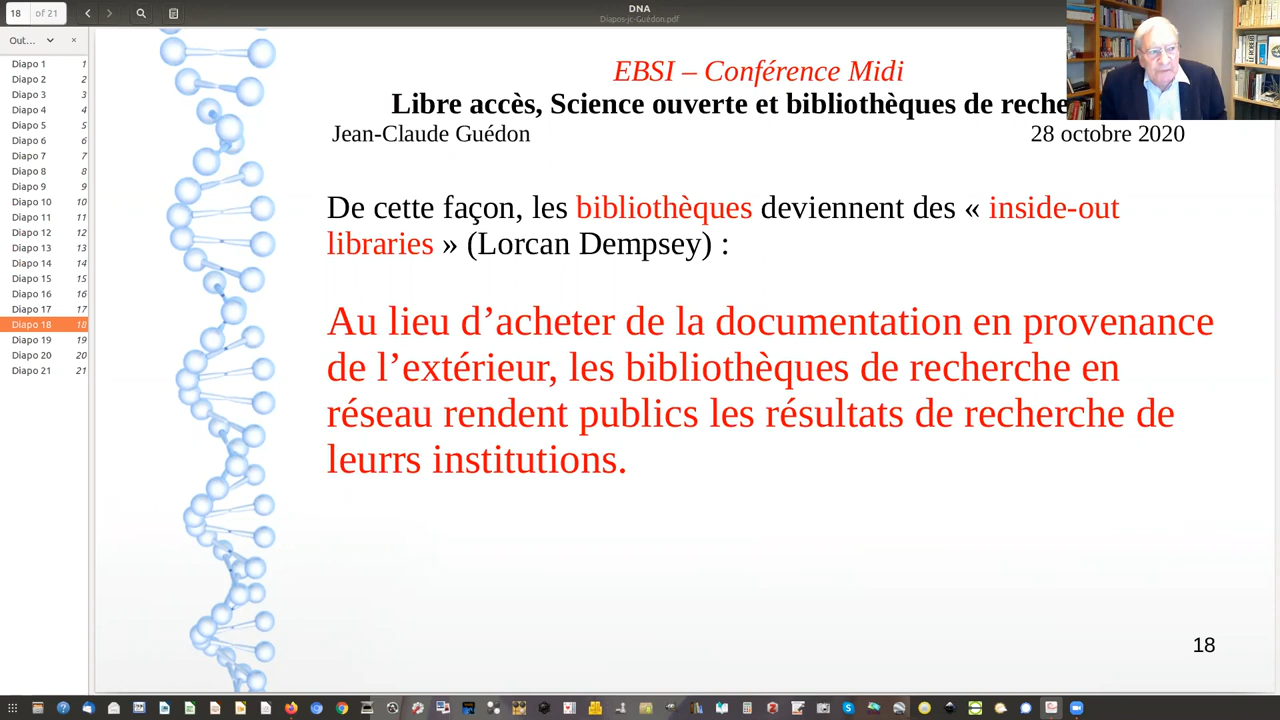 18 of 21
DNA
Diapos-jc-Guédon.pdf
Out...
Diapo 1 1
Diapo 2 2
Diapo 3 3
Diapo 4 4
Diapo 5 5
Diapo 6 6
Diapo 7 7
Diapo 8 8
Diapo 9 9
Diapo 10 10
Diapo 11 11
Diapo 12 12
Diapo 13 13
Diapo 14 14
Diapo 15 15
Diapo 16 16
Diapo 17 17
Diapo 18 18
Diapo 19 19
Diapo 20 20
Diapo 21 21
EBSI – Conférence Midi
Libre accès, Science ouverte et bibliothèques de reche
Jean-Claude Guédon 28 octobre 2020
De cette façon, les bibliothèques deviennent des « inside-out
libraries » (Lorcan Dempsey) :
Au lieu d’acheter de la documentation en provenance
de l’extérieur, les bibliothèques de recherche en
réseau rendent publics les résultats de recherche de
leurrs institutions.
18